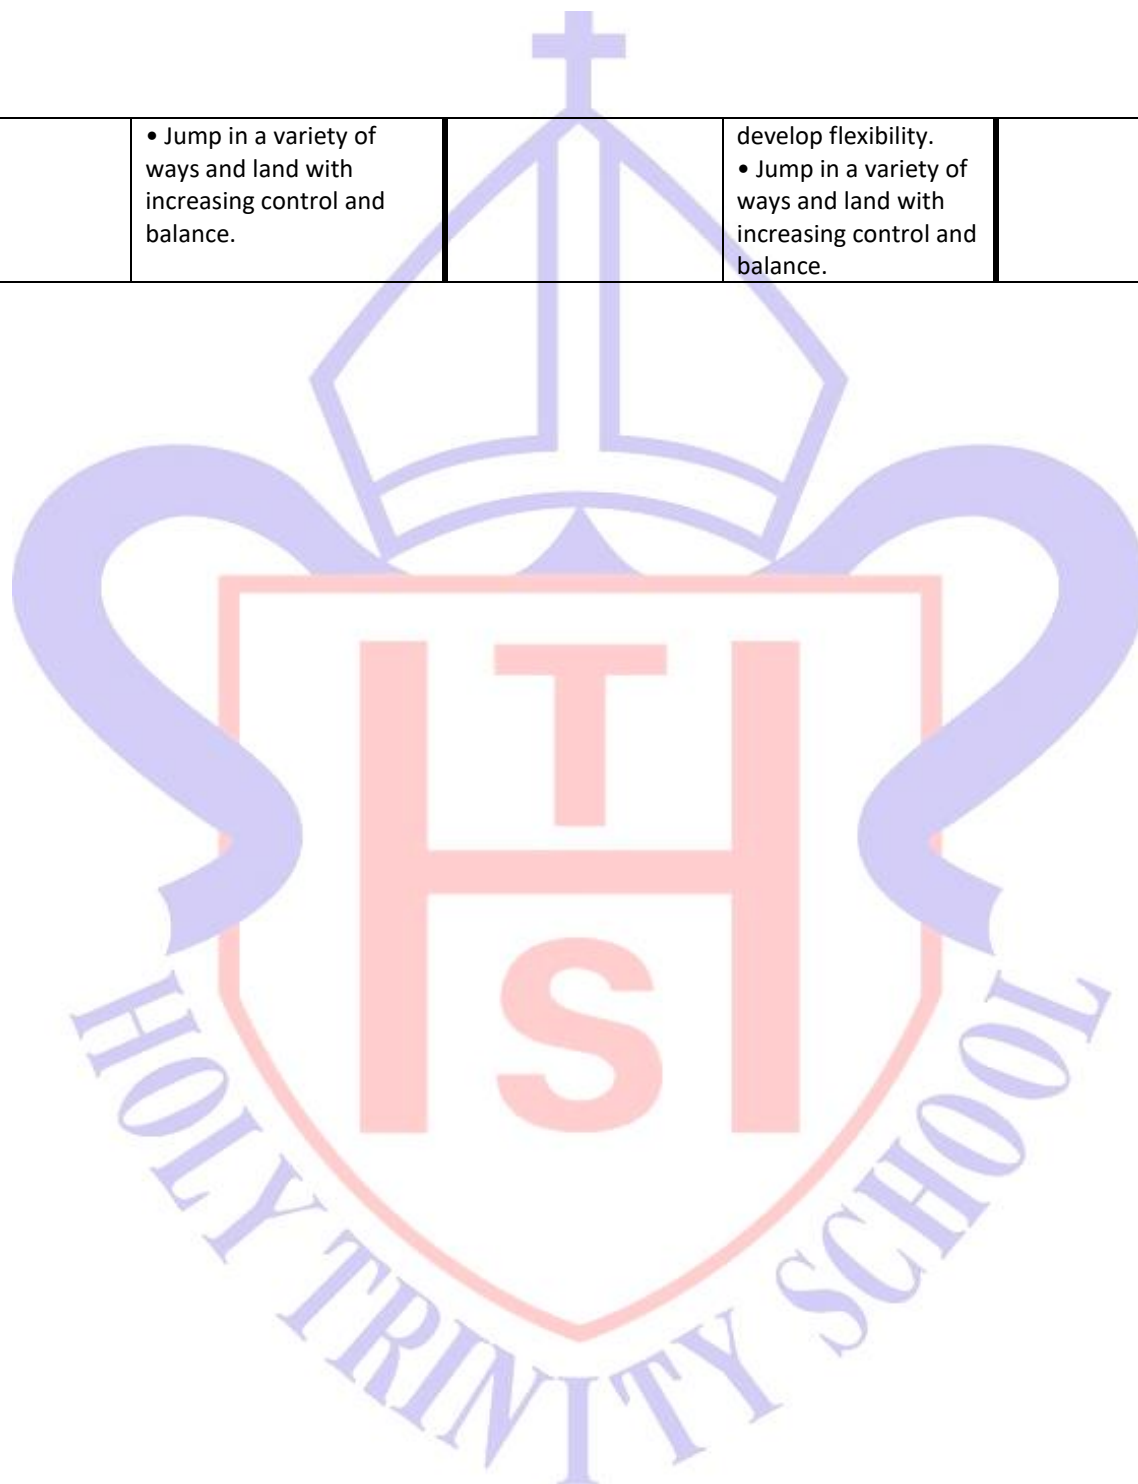 • Jump in a variety of
ways and land with
increasing control and
balance.
develop flexibility.
• Jump in a variety of
ways and land with
increasing control and
balance.
T
H
S
HOLY TRINITY SCHOOL